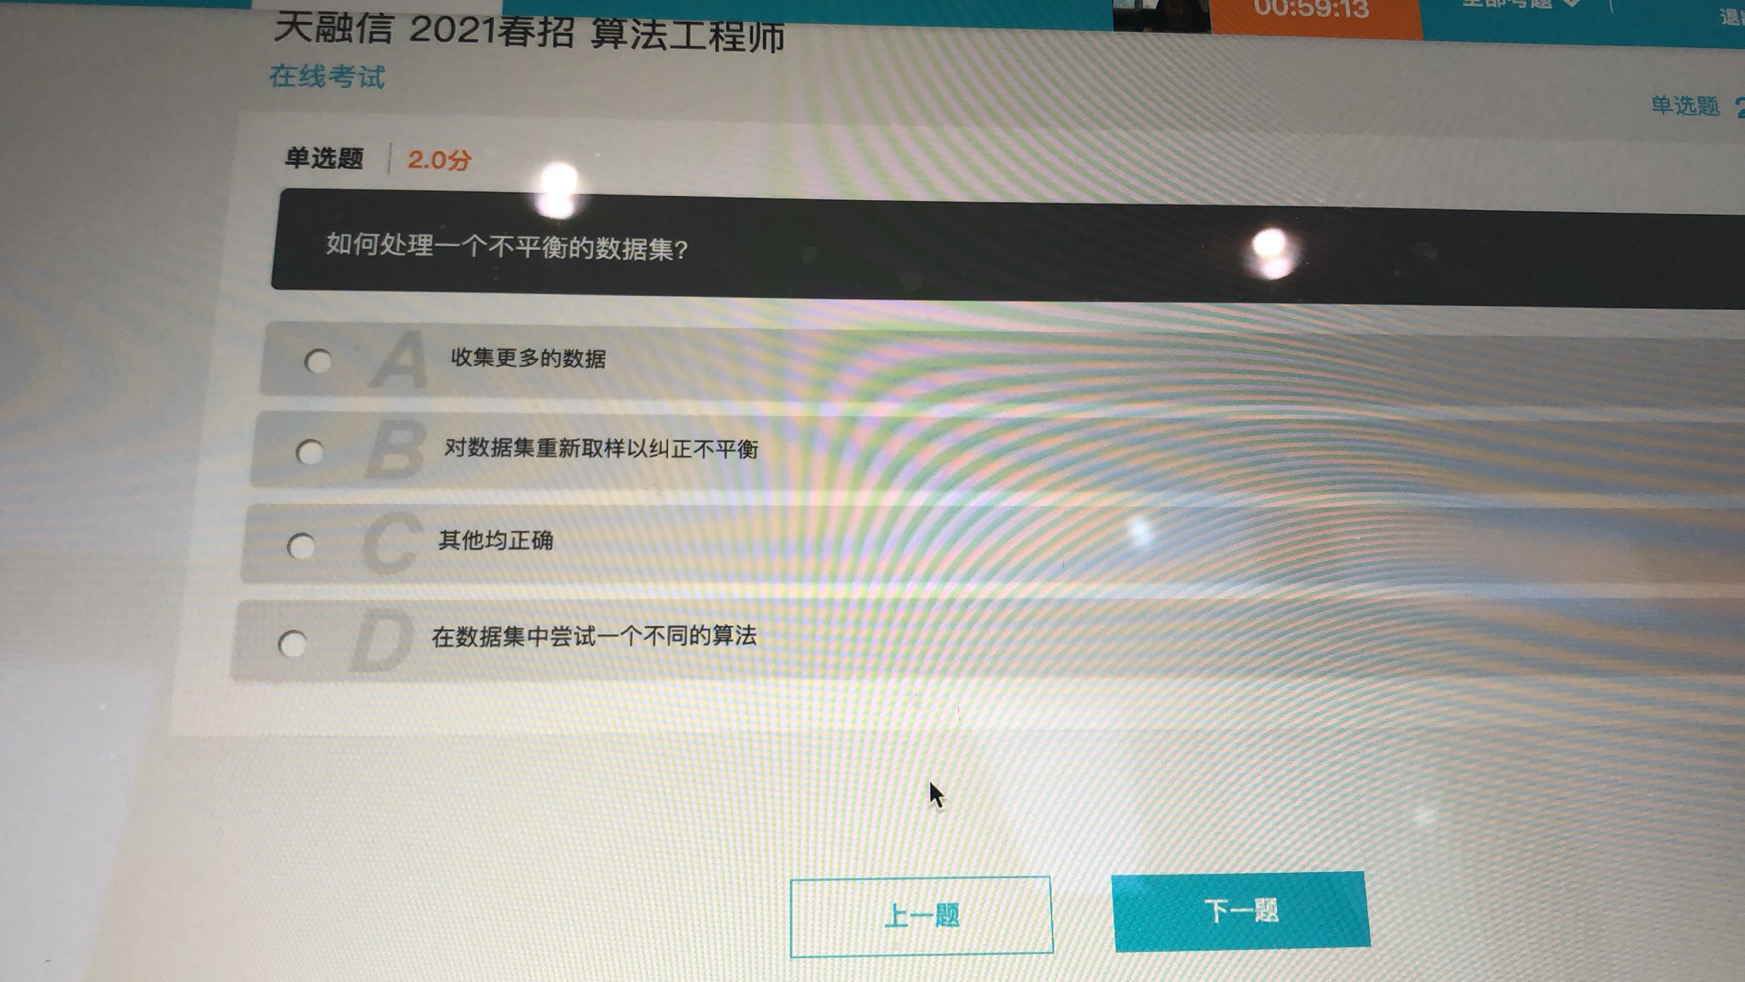 00:59:13
全部考题
天融信 2021春招 算法工程师
在线考试
单选题
单选题 2.0分
如何处理一个不平衡的数据集?
A 收集更多的数据
B 对数据集重新取样以纠正不平衡
C 其他均正确
D 在数据集中尝试一个不同的算法
上一题
下一题